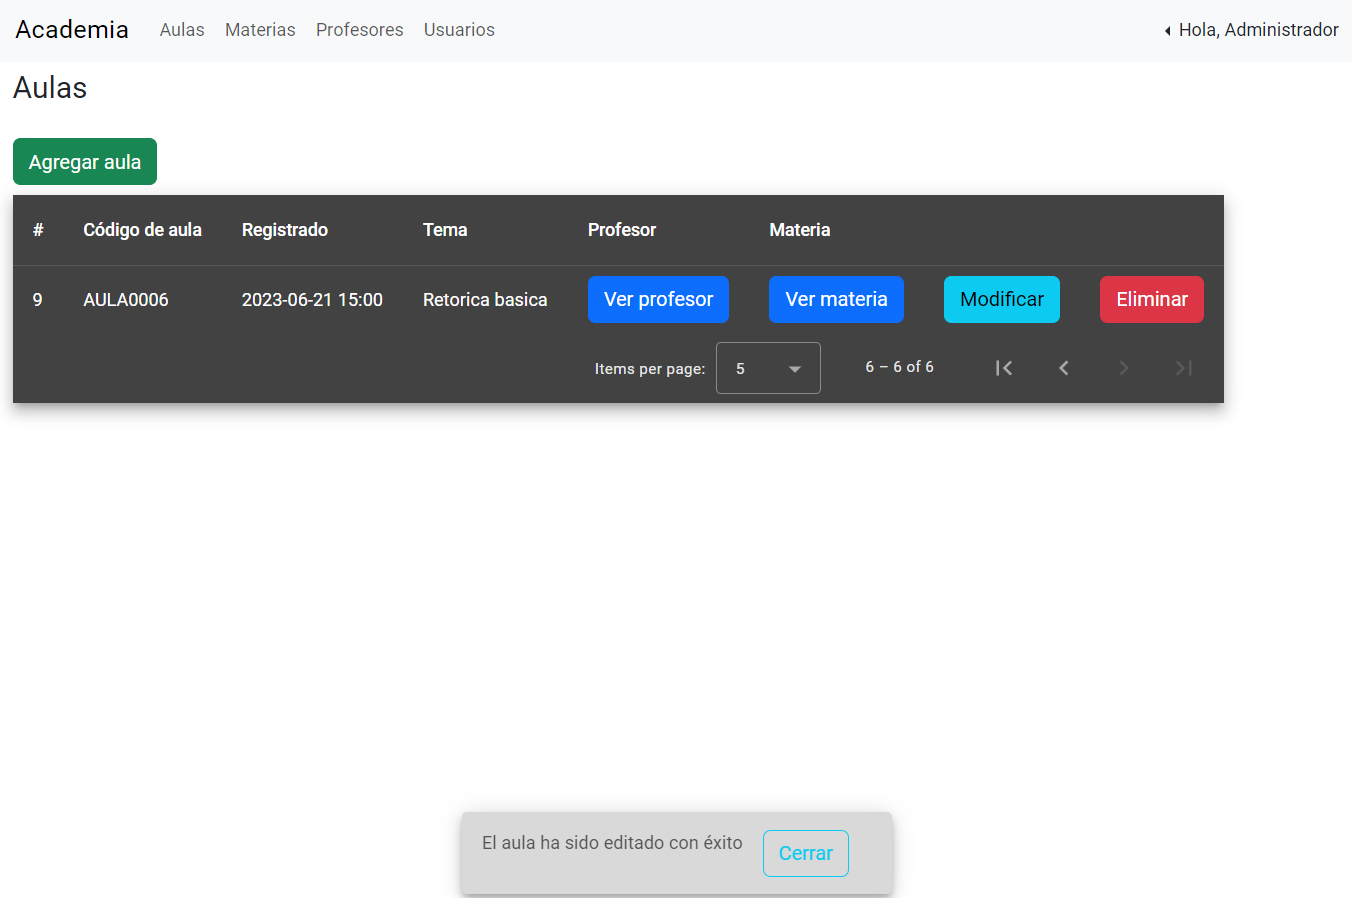 Academia Aulas Materias Profesores Usuarios Hola, Administrador
Aulas
Agregar aula
# Código de aula Registrado Tema Profesor Materia
9 AULA0006 2023-06-21 15:00 Retorica basica Ver profesor Ver materia Modificar Eliminar
Items per page: 5 6 – 6 of 6
El aula ha sido editado con éxito Cerrar